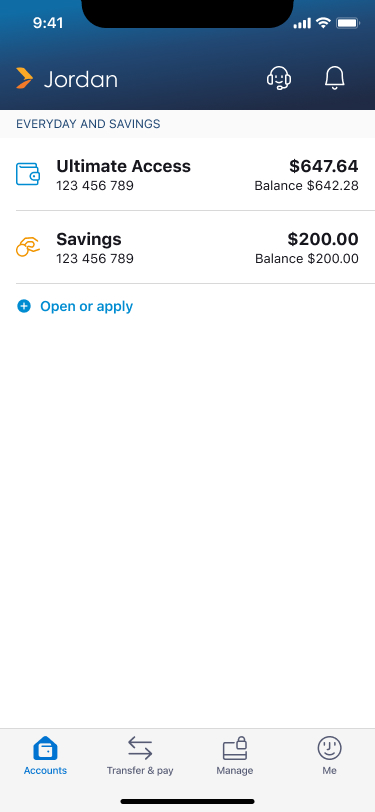 9:41
Jordan
EVERYDAY AND SAVINGS
Ultimate Access $647.64
123 456 789 Balance $642.28
Savings $200.00
123 456 789 Balance $200.00
Open or apply
Accounts Transfer & pay Manage Me